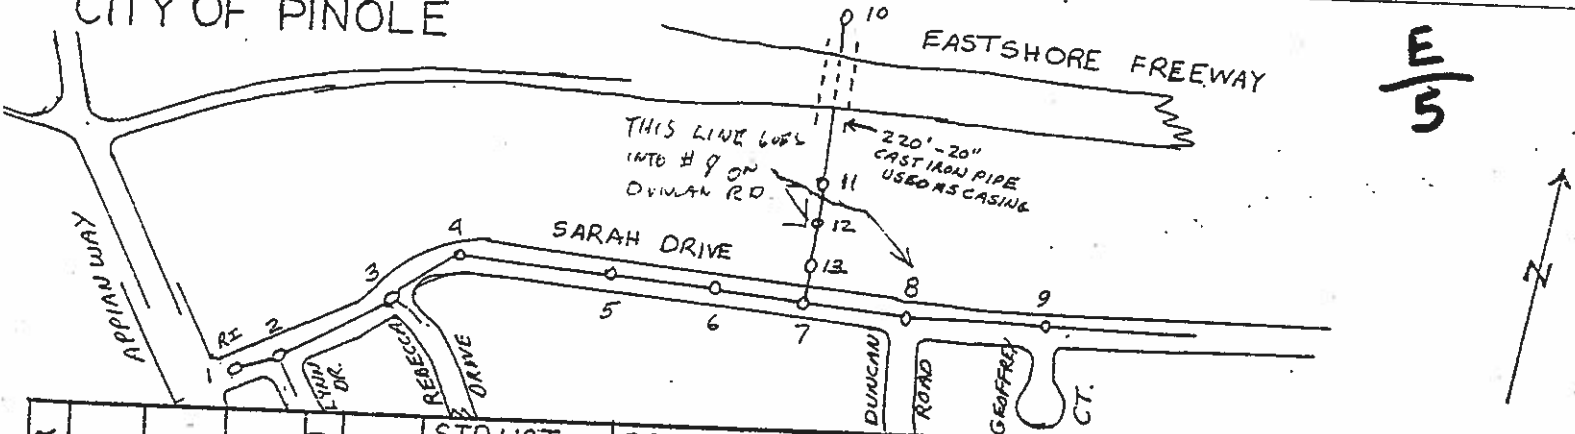 CITY OF PINOLE
10
EASTSHORE FREEWAY
E
5
THIS LINE GOES
INTO # 9 ON
DUNCAN RD.
220'-20"
CAST IRON PIPE
USED AS CASING
11
12
13
N
APPIAN WAY
SARAH DRIVE
RI
2
3
4
5
6
7
8
9
LYNN
DR.
REBECCA
DRIVE
DUNCAN
ROAD
GEOFFREY
CT.